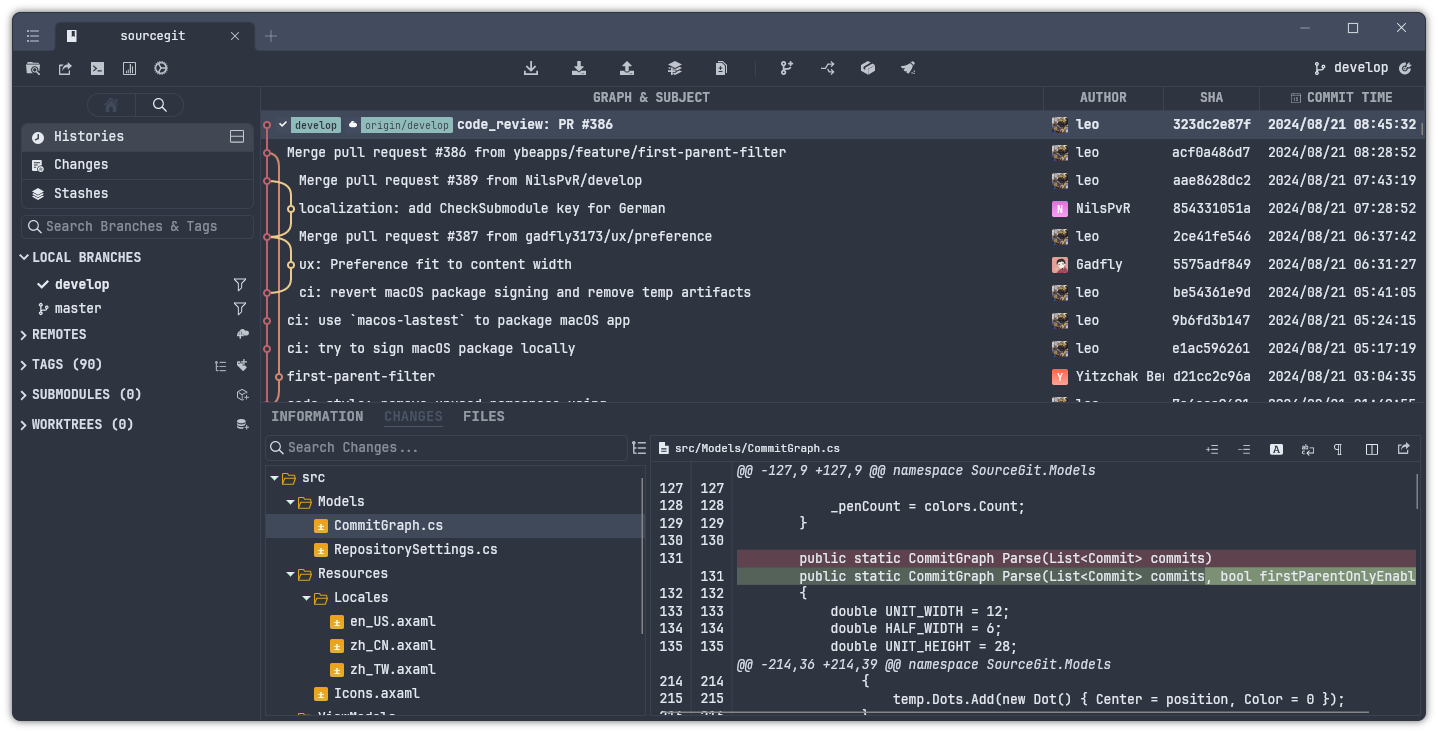 sourcegit
develop
GRAPH & SUBJECT AUTHOR SHA COMMIT TIME
Histories
Changes
Stashes
Search Branches & Tags
LOCAL BRANCHES
develop
master
REMOTES
TAGS (90)
SUBMODULES (0)
WORKTREES (0)
develop origin/develop code_review: PR #386 leo 323dc2e87f 2024/08/21 08:45:32
Merge pull request #386 from ybeapps/feature/first-parent-filter leo acf0a486d7 2024/08/21 08:28:52
Merge pull request #389 from NilsPvR/develop leo aae8628dc2 2024/08/21 07:43:19
localization: add CheckSubmodule key for German N NilsPvR 854331051a 2024/08/21 07:28:52
Merge pull request #387 from gadfly3173/ux/preference leo 2ce41fe546 2024/08/21 06:37:42
ux: Preference fit to content width Gadfly 5575adf849 2024/08/21 06:31:27
ci: revert macOS package signing and remove temp artifacts leo be54361e9d 2024/08/21 05:41:05
ci: use `macos-lastest` to package macOS app leo 9b6fd3b147 2024/08/21 05:24:15
ci: try to sign macOS package locally leo e1ac596261 2024/08/21 05:17:19
first-parent-filter Y Yitzchak Ber d21cc2c96a 2024/08/21 03:04:35
INFORMATION CHANGES FILES
Search Changes...
src
Models
CommitGraph.cs
RepositorySettings.cs
Resources
Locales
en_US.axaml
zh_CN.axaml
zh_TW.axaml
Icons.axaml
ViewModels
src/Models/CommitGraph.cs
@@ -127,9 +127,9 @@ namespace SourceGit.Models
127 127
128 128 _penCount = colors.Count;
129 129 }
130 130
131 public static CommitGraph Parse(List<Commit> commits)
131 public static CommitGraph Parse(List<Commit> commits, bool firstParentOnlyEnabl
132 132 {
133 133 double UNIT_WIDTH = 12;
134 134 double HALF_WIDTH = 6;
135 135 double UNIT_HEIGHT = 28;
@@ -214,36 +214,39 @@ namespace SourceGit.Models
214 214 {
215 215 temp.Dots.Add(new Dot() { Center = position, Color = 0 });